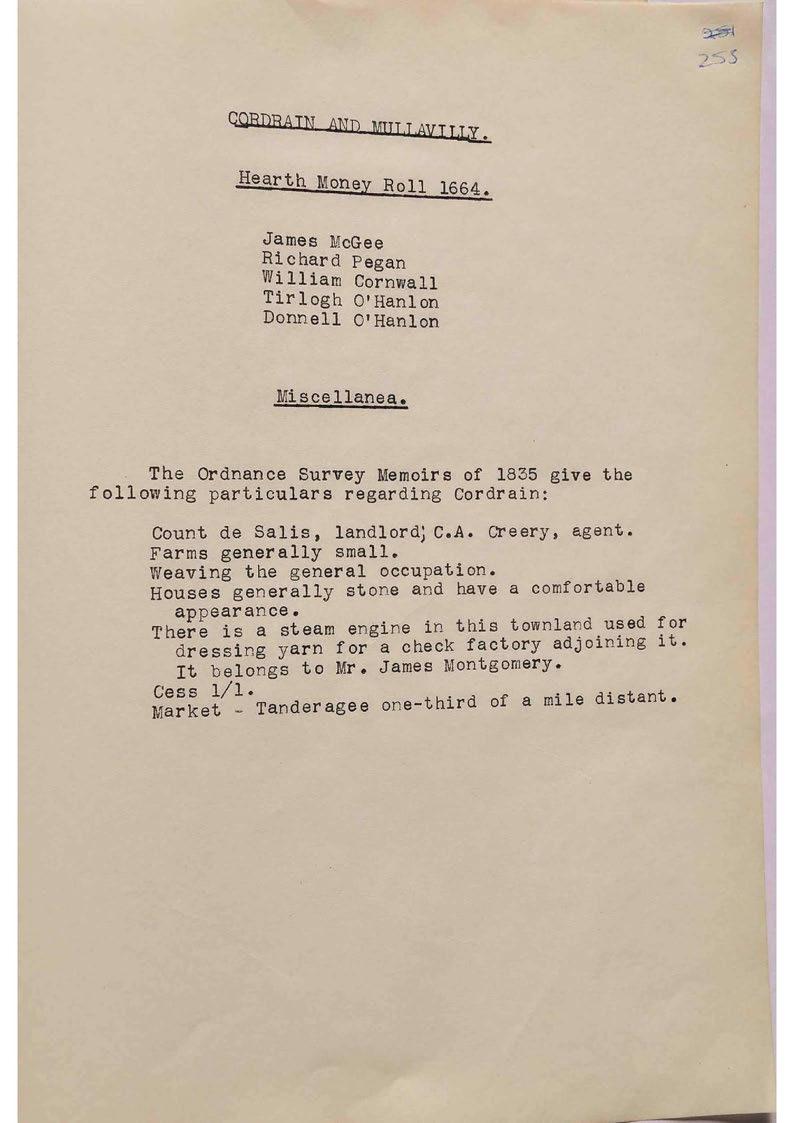 255
CORDRAIN AND MULLAVILLY.
Hearth Money Roll 1664.
James McGee
Richard Pegan
William Cornwall
Tirlogh O'Hanlon
Donnell O'Hanlon
Miscellanea.
The Ordnance Survey Memoirs of 1835 give the
following particulars regarding Cordrain:
Count de Salis, landlord; C.A. Creery, agent.
Farms generally small.
Weaving the general occupation.
Houses generally stone and have a comfortable
appearance.
There is a steam engine in this townland used for
dressing yarn for a check factory adjoining it.
It belongs to Mr. James Montgomery.
Cess 1/1.
Market - Tanderagee one-third of a mile distant.